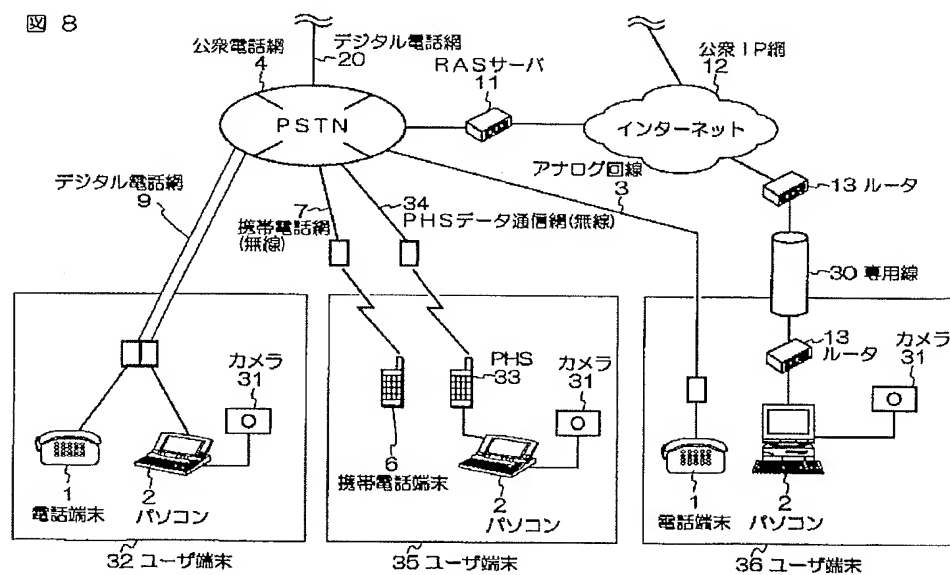 図 8
公衆電話網
4
デジタル電話網
20
RASサーバ
11
公衆IP網
12
PSTN
インターネット
デジタル電話網
9
7
携帯電話網
(無線)
34
PHSデータ通信網(無線)
アナログ回線
3
13 ルータ
30 専用線
13
ルータ
カメラ
31
PHS
33
カメラ
31
カメラ
31
1
電話端末
2
パソコン
6
携帯電話端末
2
パソコン
1
電話端末
2
パソコン
32 ユーザ端末
35 ユーザ端末
36 ユーザ端末